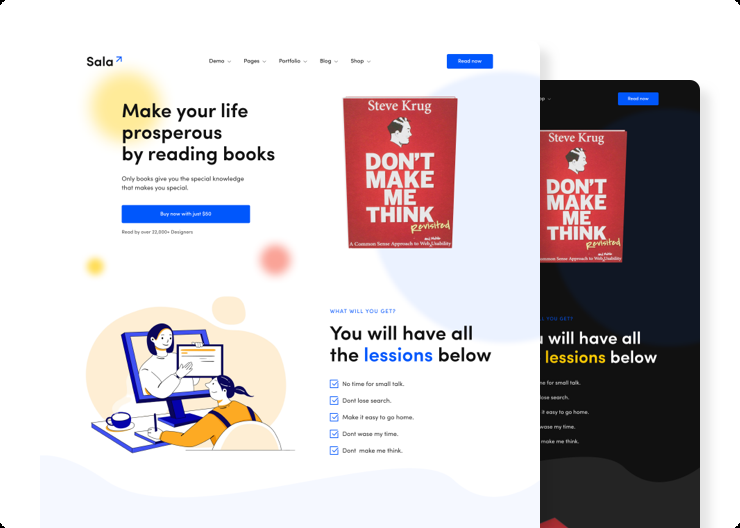 Sala
Demo
Pages
Portfolio
Blog
Shop
Read now
Make your life
prosperous
by reading books
Only books give you the special knowledge
that makes you special.
Buy now with just $50
Read by over 22,000+ Designers
Steve Krug
DON'T
MAKE
ME
THINK
Revisited
and Mobile
A Common Sense Approach to Web Usability
WHAT WILL YOU GET?
You will have all
the lessions below
No time for small talk.
Dont lose search.
Make it easy to go home.
Dont wase my time.
Dont make me think.
op
Read now
Steve Krug
DON'T
MAKE
ME
THINK
Revisited
Common Sense Approach to Web Usability
LL YOU GET?
u will have all
lessions below
me for small talk.
lose search.
it easy to go home.
wase my time.
make me think.